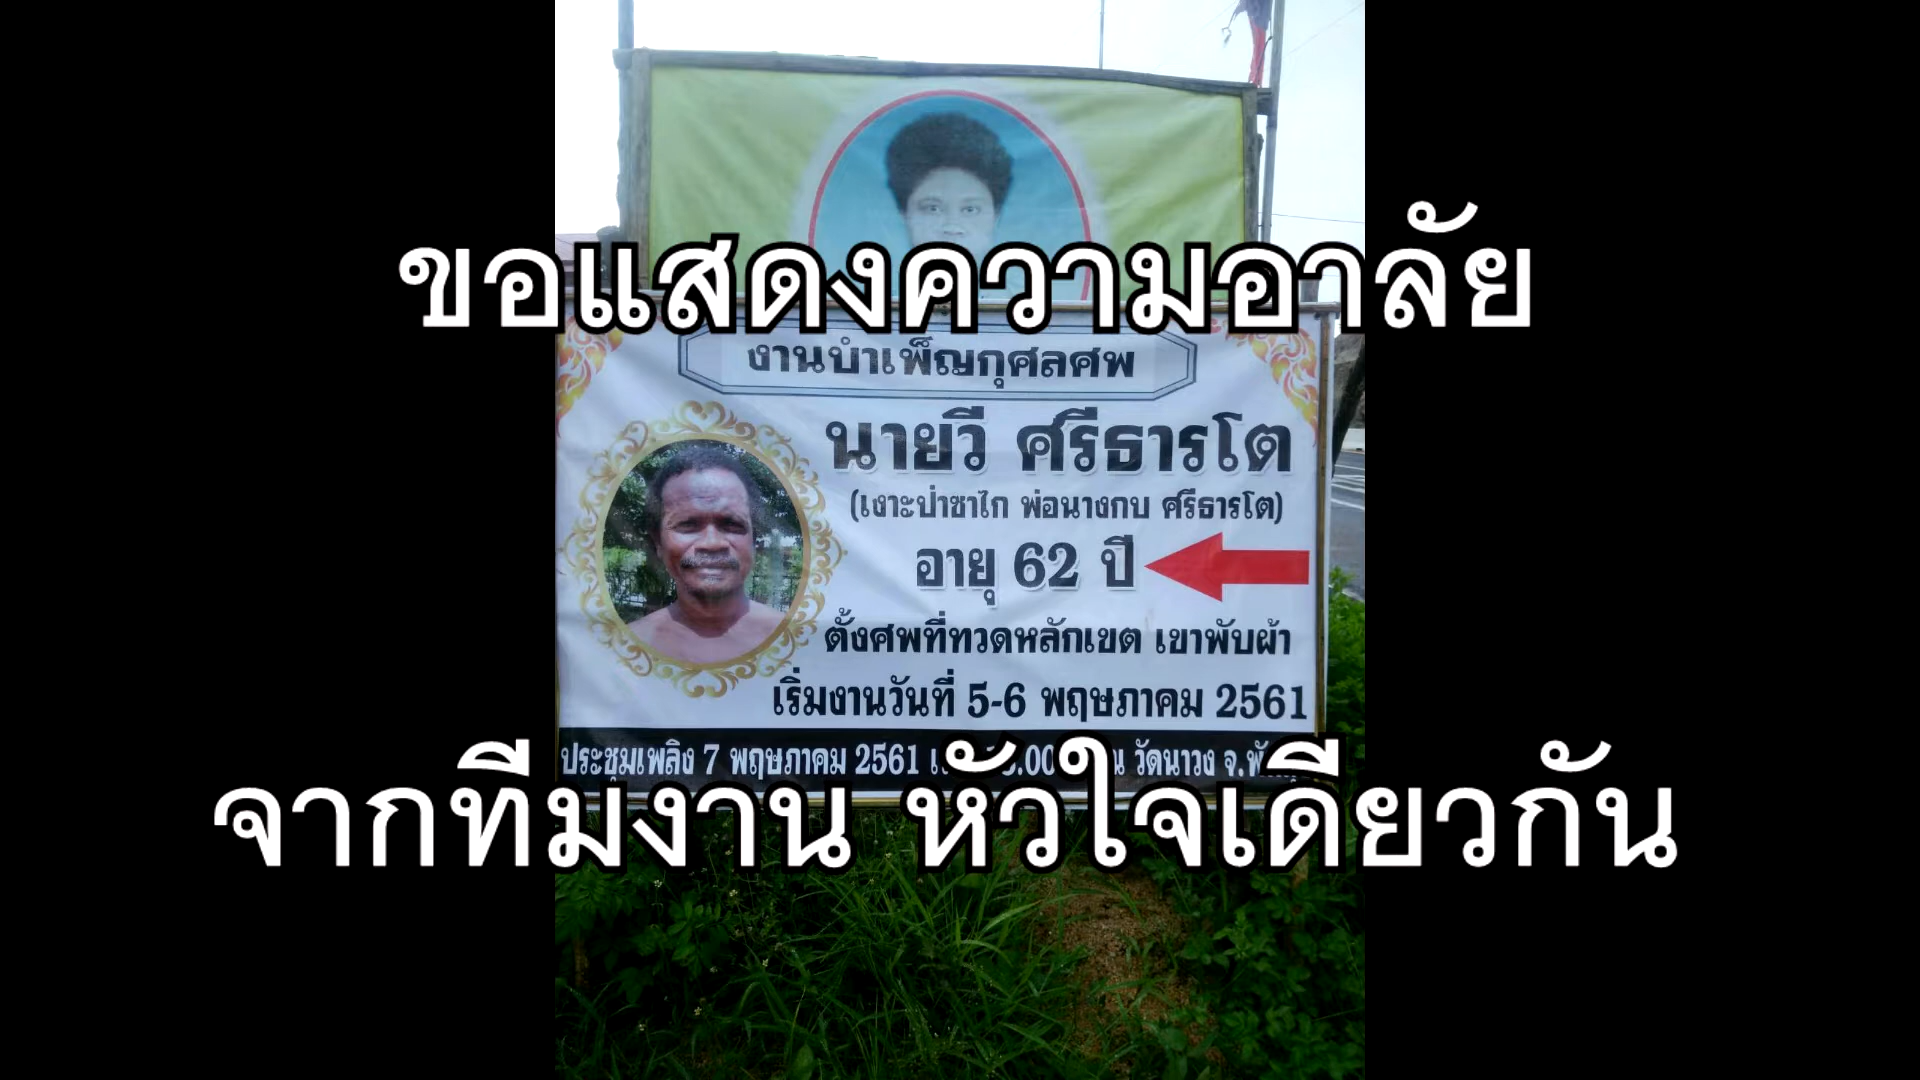 ขอแสดงความอาลัย
งานบำเพ็ญกุศลศพ
นายวี ศรีธารโต
(เงาะป่าซาไก พ่อนางกบ ศรีธารโต)
อายุ 62 ปี
ตั้งศพที่ทวดหลักเขต เขาพับผ้า
เริ่มงานวันที่ 5-6 พฤษภาคม 2561
ประชุมเพลิง 7 พฤษภาคม 2561 วัดนาวง
จากทีมงาน หัวใจเดียวกัน